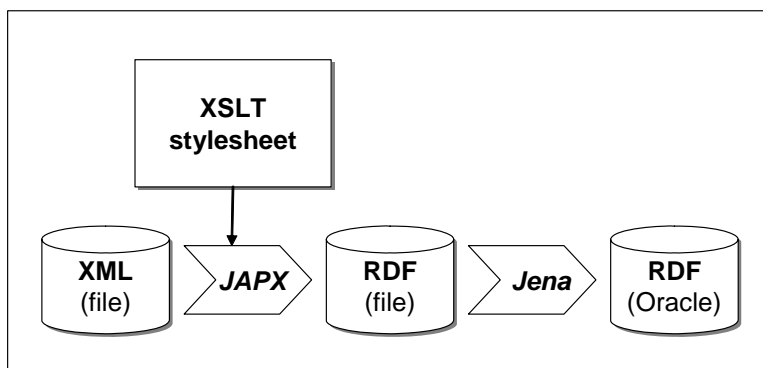 XSLT
stylesheet
XML
(file)
JAPX
RDF
(file)
Jena
RDF
(Oracle)